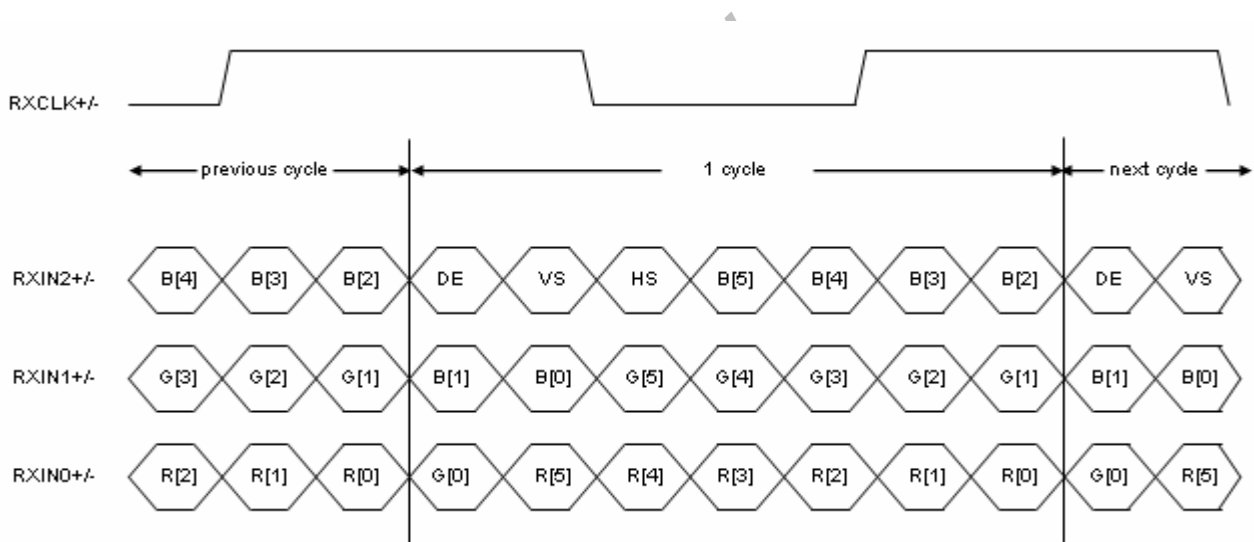 RXCLK+/-
previous cycle 1 cycle next cycle
RXIN2+/- B[4] B[3] B[2] DE VS HS B[5] B[4] B[3] B[2] DE VS
RXIN1+/- G[3] G[2] G[1] B[1] B[0] G[5] G[4] G[3] G[2] G[1] B[1] B[0]
RXIN0+/- R[2] R[1] R[0] G[0] R[5] R[4] R[3] R[2] R[1] R[0] G[0] R[5]